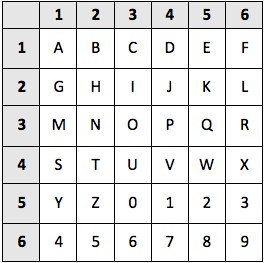 1 2 3 4 5 6
1 A B C D E F
2 G H I J K L
3 M N O P Q R
4 S T U V W X
5 Y Z 0 1 2 3
6 4 5 6 7 8 9